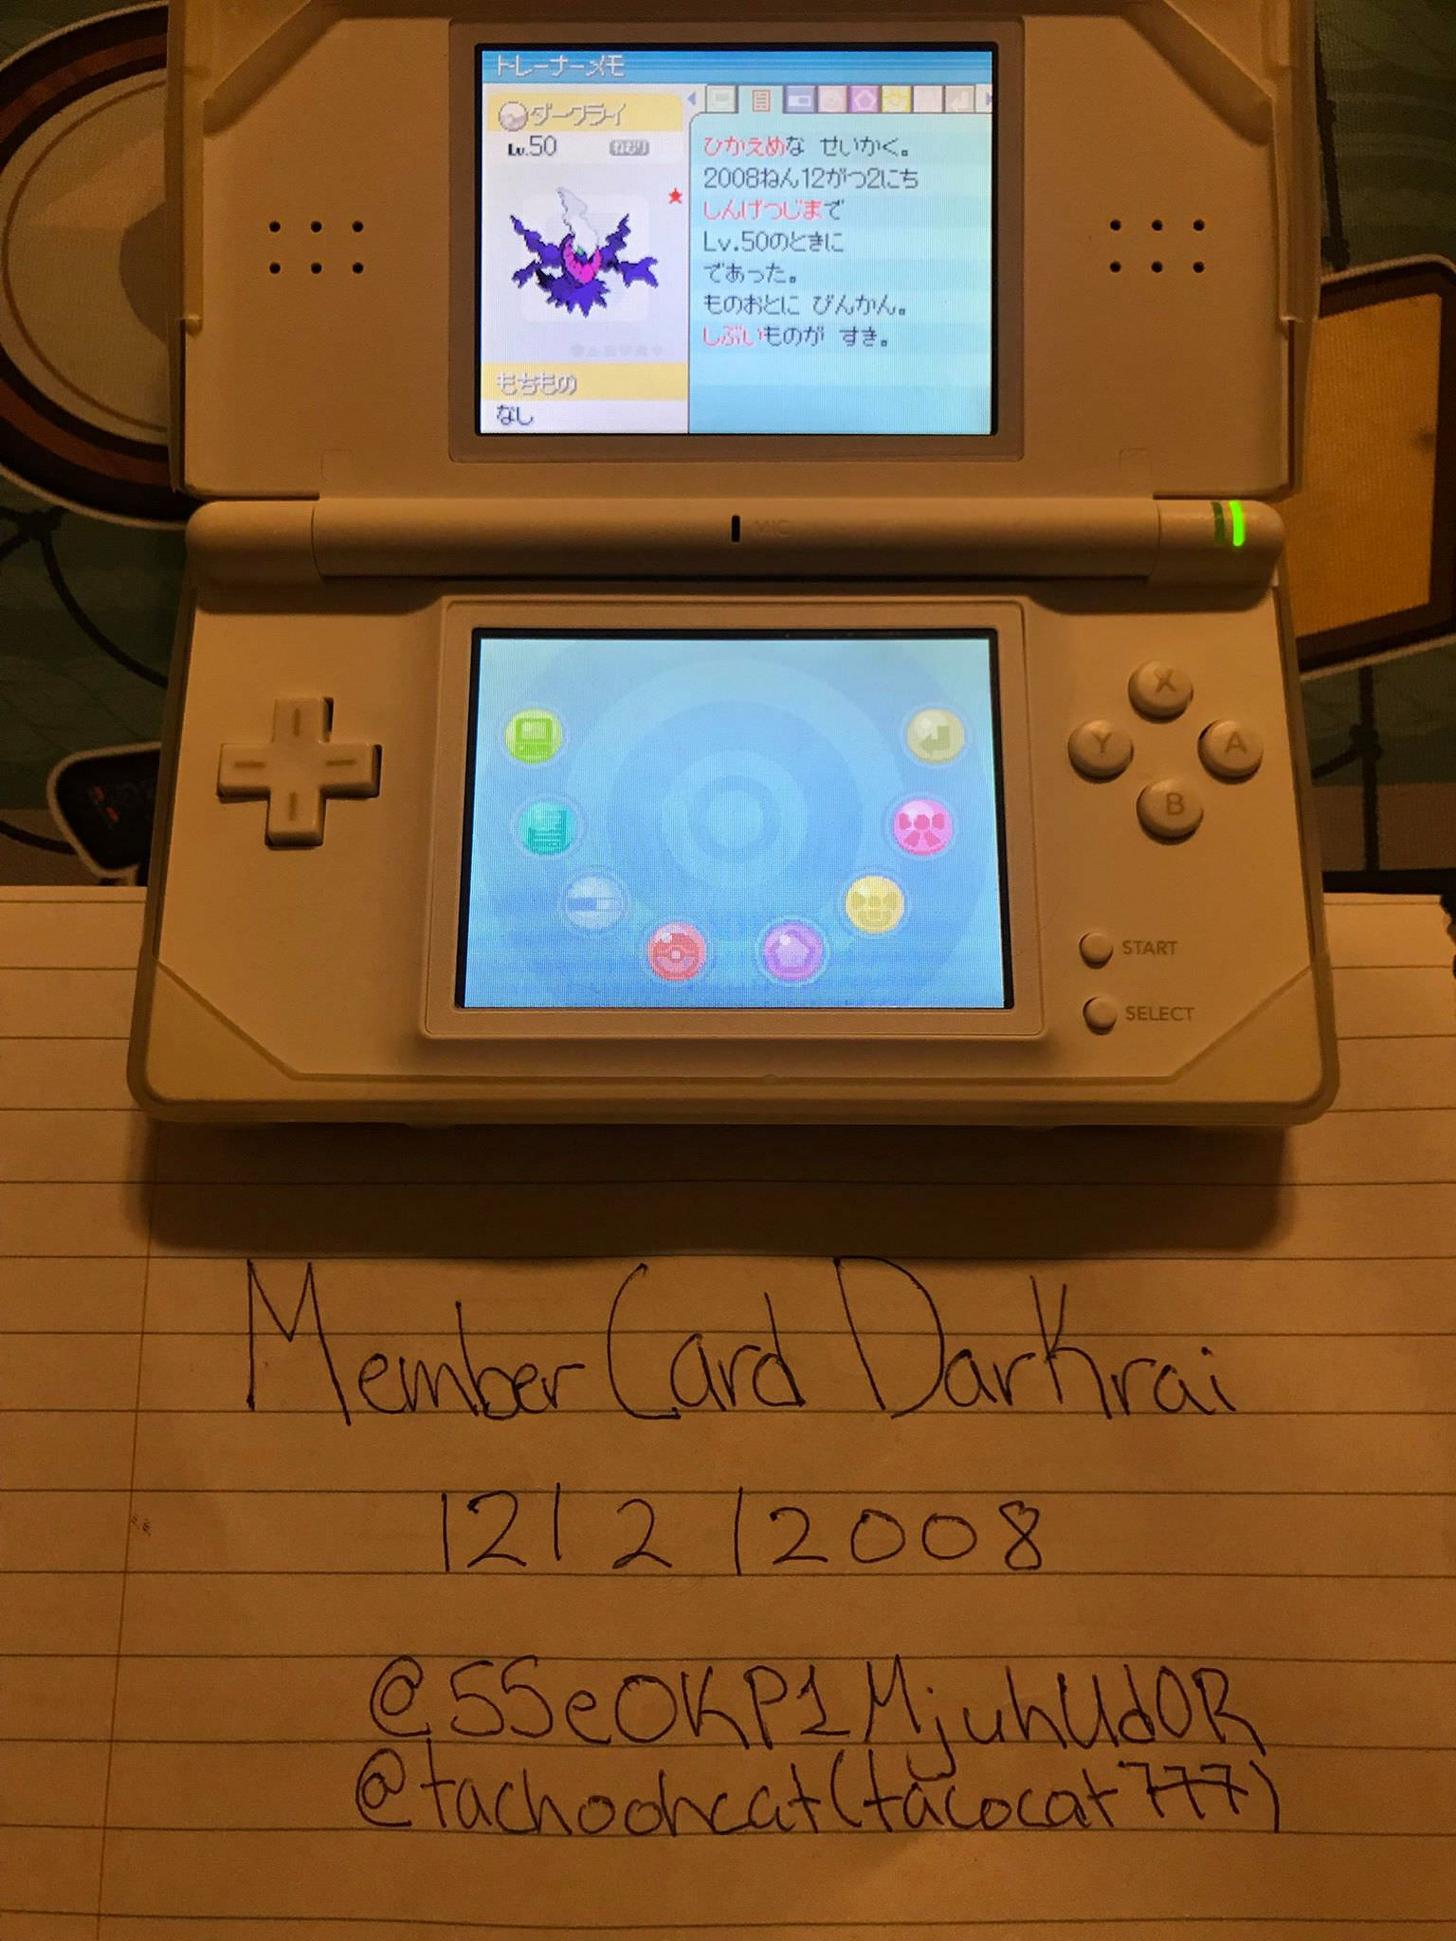 トレーナーメモ
ダークライ
Lv.50
ひかえめな せいかく。
2008ねん12がつ2にち
しんげつじまで
Lv.50のときに
であった。
ものおとに びんかん。
しぶいものが すき。
もちもの
なし
MIC
X
Y
A
B
START
SELECT
Member Card Darkrai
12/2/2008
@SSeOKP1MjuhUdOR
@tachoohcat(tacocat777)